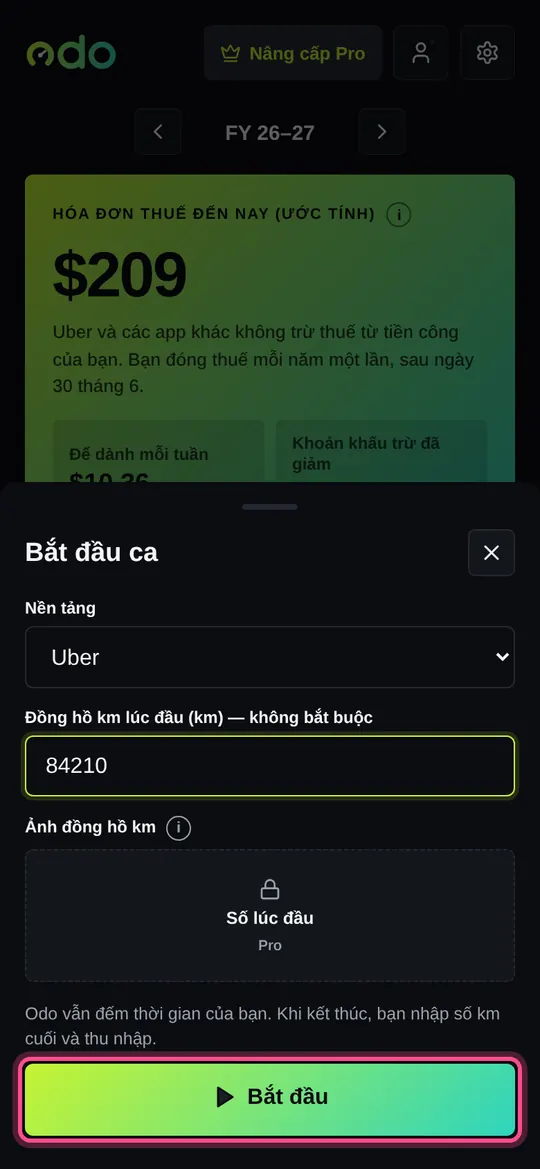 odo
Nâng cấp Pro
FY 26–27
HÓA ĐƠN THUẾ ĐẾN NAY (ƯỚC TÍNH)
$209
Uber và các app khác không trừ thuế từ tiền công
của bạn. Bạn đóng thuế mỗi năm một lần, sau ngày
30 tháng 6.
Để dành mỗi tuần
$10.26
Khoản khấu trừ đã
giảm
Bắt đầu ca
Nền tảng
Uber
Đồng hồ km lúc đầu (km) — không bắt buộc
84210
Ảnh đồng hồ km
Số lúc đầu
Pro
Odo vẫn đếm thời gian của bạn. Khi kết thúc, bạn nhập số km
cuối và thu nhập.
Bắt đầu